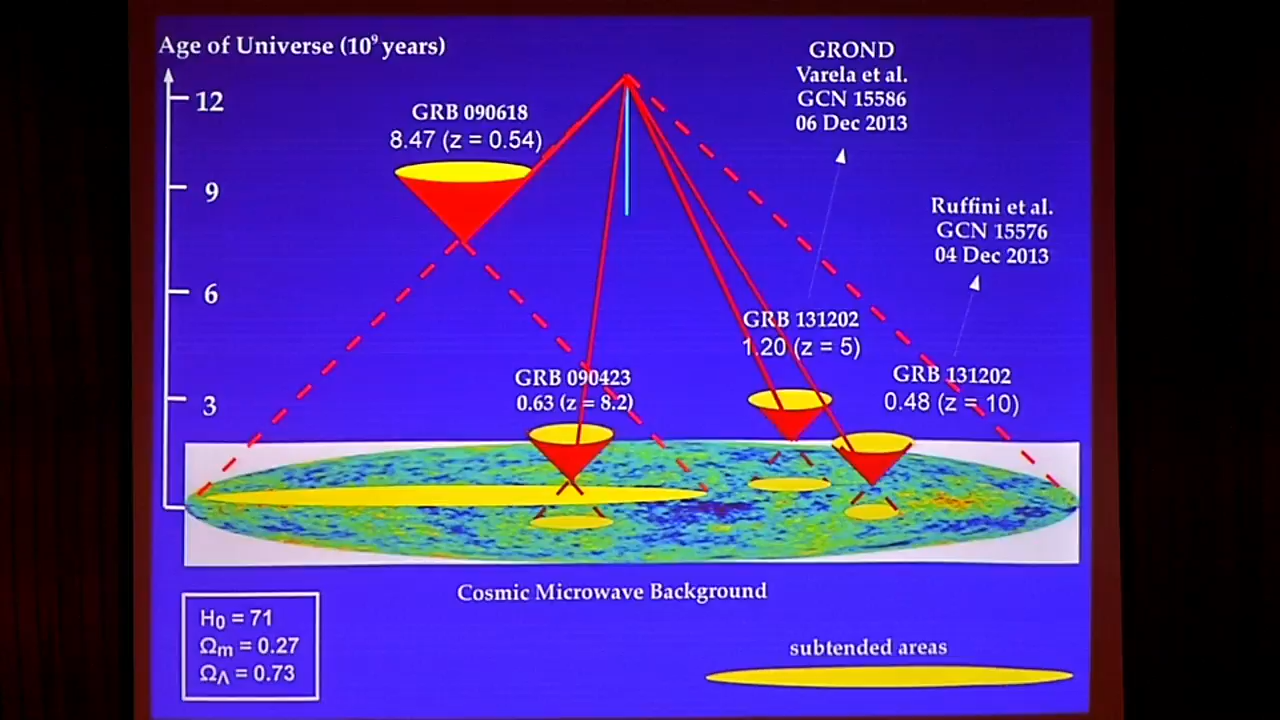 Age of Universe (10⁹ years)
12
9
6
3
GRB 090618
8.47 (z = 0.54)
GROND
Varela et al.
GCN 15586
06 Dec 2013
Ruffini et al.
GCN 15576
04 Dec 2013
GRB 131202
1.20 (z = 5)
GRB 090423
0.63 (z = 8.2)
GRB 131202
0.48 (z = 10)
Cosmic Microwave Background
H₀ = 71
Ωm = 0.27
ΩΛ = 0.73
subtended areas